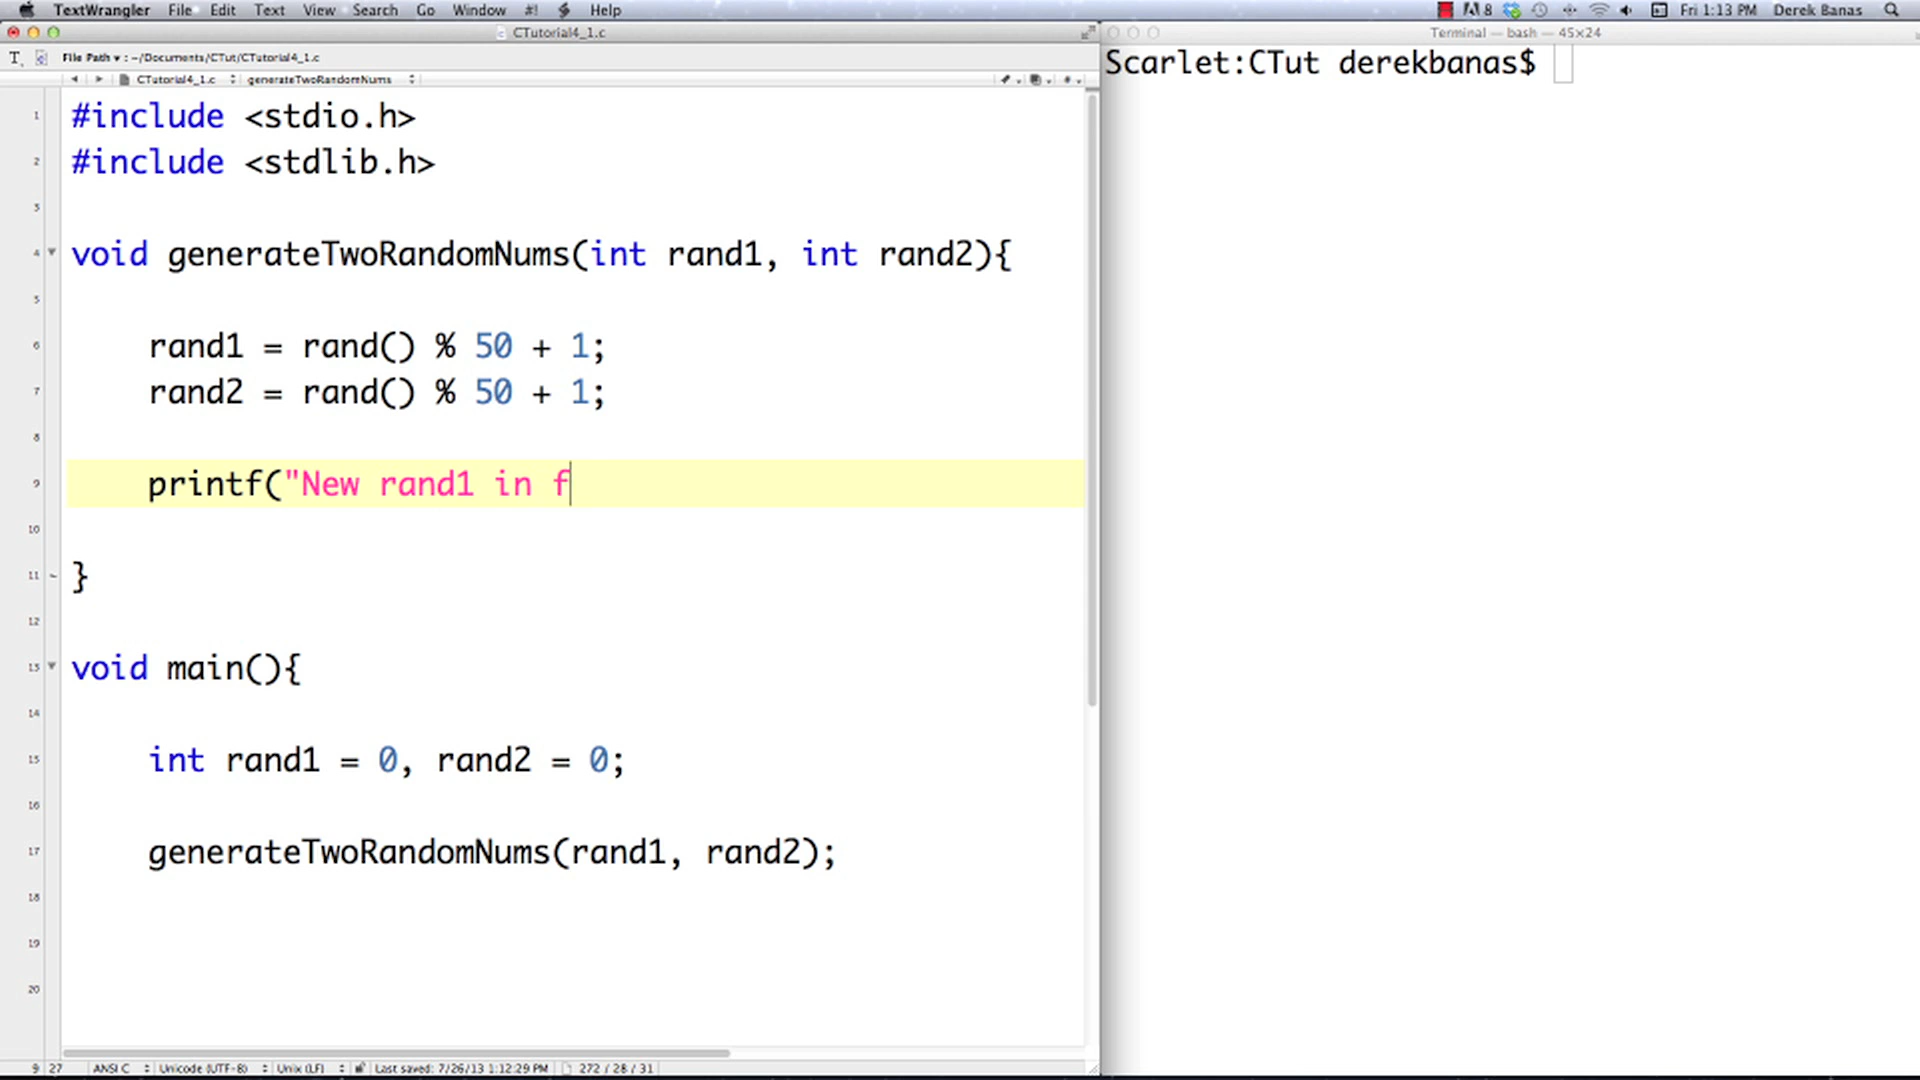 TextWrangler File Edit Text View Search Go Window #! Help 8 Fri 1:13 PM Derek Banas
CTutorial4_1.c
File Path ▾ : ~/Documents/CTut/CTutorial4_1.c
CTutorial4_1.c generateTwoRandomNums
1 #include <stdio.h>
2 #include <stdlib.h>
3
4 void generateTwoRandomNums(int rand1, int rand2){
5
6 rand1 = rand() % 50 + 1;
7 rand2 = rand() % 50 + 1;
8
9 printf("New rand1 in f
10
11 }
12
13 void main(){
14
15 int rand1 = 0, rand2 = 0;
16
17 generateTwoRandomNums(rand1, rand2);
18
19
20
9 27 ANSI C Unicode (UTF-8) Unix (LF) Last saved: 7/26/13 1:12:29 PM 272 / 28 / 31
Terminal — bash — 45×24
Scarlet:CTut derekbanas$